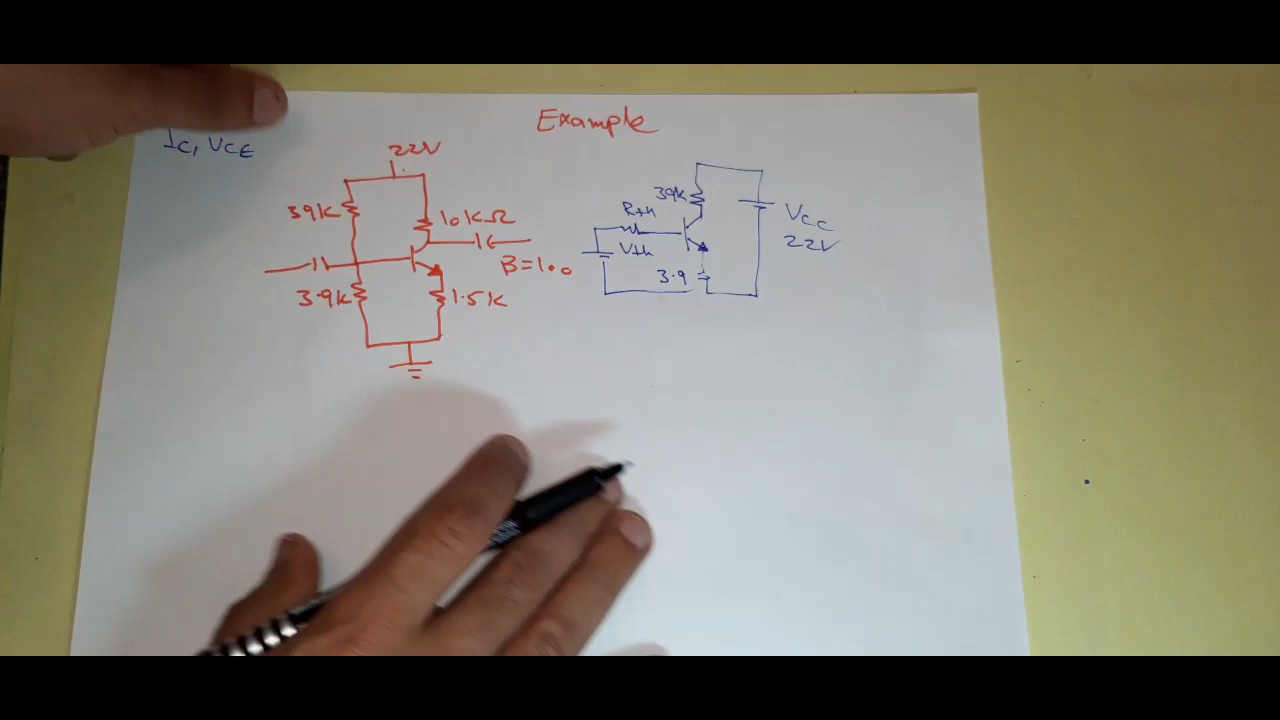 Example
IC, VCE
22V
39K
10KΩ
β=100
3.9K
1.5K
39K
Rth
Vth
3.9
VCC
22V